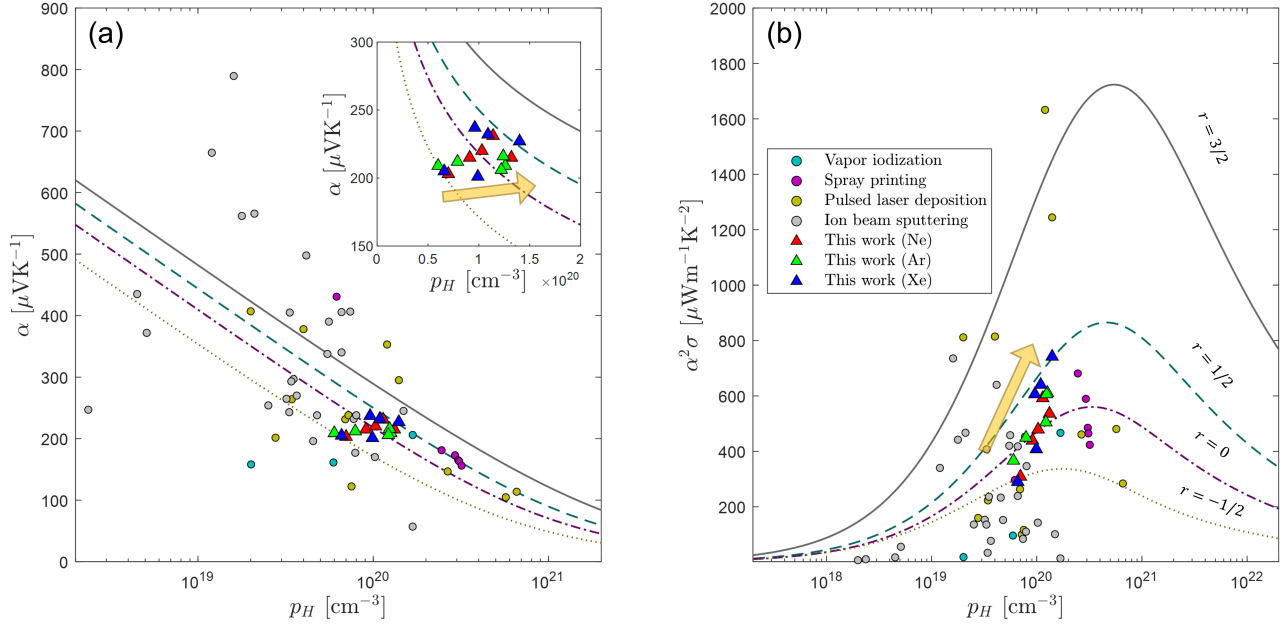 (a)
900
800
700
600
500
400
300
200
100
0
α [μVK⁻¹]
10¹⁹
10²⁰
10²¹
p_H [cm⁻³]
300
250
200
150
α [μVK⁻¹]
0
0.5
1
1.5
2
×10²⁰
p_H [cm⁻³]
(b)
2000
1800
1600
1400
1200
1000
800
600
400
200
α²σ [μWm⁻¹K⁻²]
10¹⁸
10¹⁹
10²⁰
10²¹
10²²
p_H [cm⁻³]
Vapor iodization
Spray printing
Pulsed laser deposition
Ion beam sputtering
This work (Ne)
This work (Ar)
This work (Xe)
r = 3/2
r = 1/2
r = 0
r = −1/2